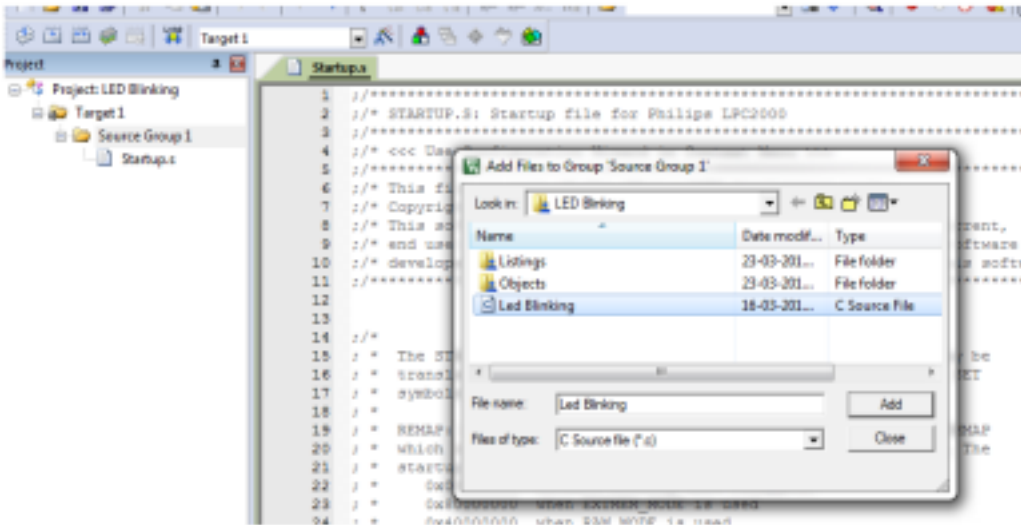 Target 1
Project
Startup.s
Project: LED Blinking
Target 1
Source Group 1
Startup.s
1 ;/****
2 ;/* STARTUP.S: Startup file for Philips LPC2000
3 ;/****
4 ;/* <<< Use
5 ;/****
6 ;/* This fi
7 ;/* Copyrig
8 ;/* This so
9 ;/* end use
10 ;/* develop
11 ;/****
12
13
14 ;/*
15 ; * The ST
16 ; * transl
17 ; * symbol
18 ; *
19 ; * REMAP
20 ; * which
21 ; * startu
22 ; * 0x0
23 ; * when EXTMEM_MODE is used
24 ; * 0x40000000 when RAM_MODE is used
Add Files to Group 'Source Group 1'
Look in: LED Blinking
Name Date modif... Type
Listings 23-03-201... File folder
Objects 23-03-201... File folder
Led Blinking 18-03-201... C Source File
File name: Led Blinking Add
Files of type: C Source file (*.c) Close